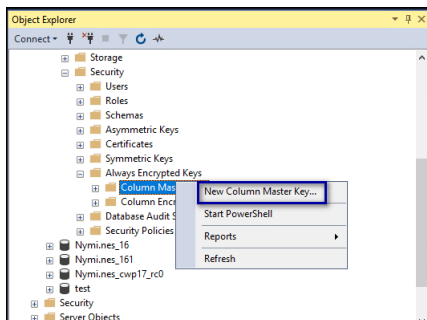 Object Explorer
Connect
Storage
Security
Users
Roles
Schemas
Asymmetric Keys
Certificates
Symmetric Keys
Always Encrypted Keys
Column Mas
New Column Master Key...
Column Encr
Start PowerShell
Database Audit S
Security Policies
Reports
Nymi.nes_16
Refresh
Nymi.nes_161
Nymi.nes_cwp17_rc0
test
Security
Server Objects